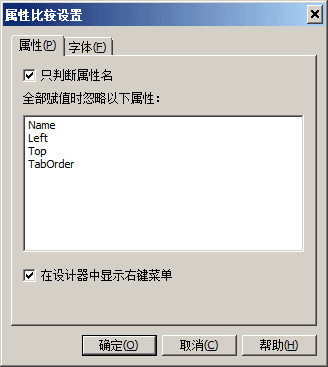 属性比较设置
属性(P) 字体(F)
只判断属性名
全部赋值时忽略以下属性：
Name
Left
Top
TabOrder
在设计器中显示右键菜单
确定(O) 取消(C) 帮助(H)